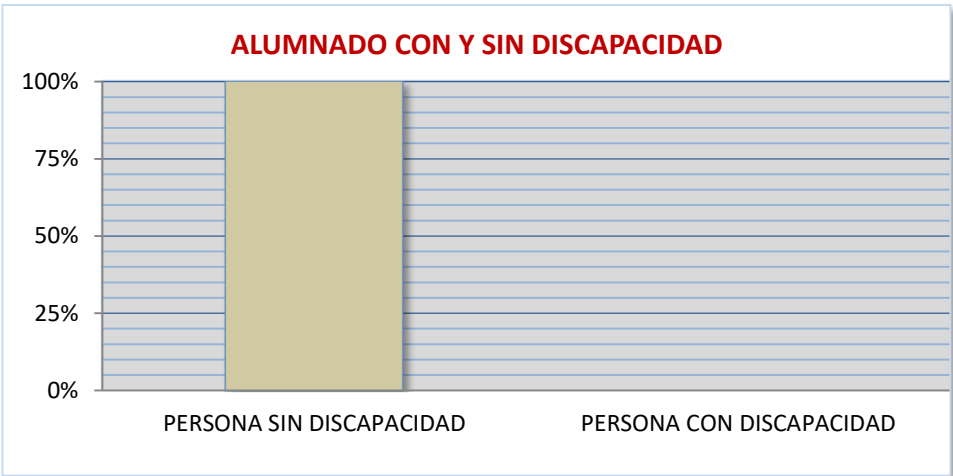 ALUMNADO CON Y SIN DISCAPACIDAD
100%
75%
50%
25%
0%
PERSONA SIN DISCAPACIDAD
PERSONA CON DISCAPACIDAD